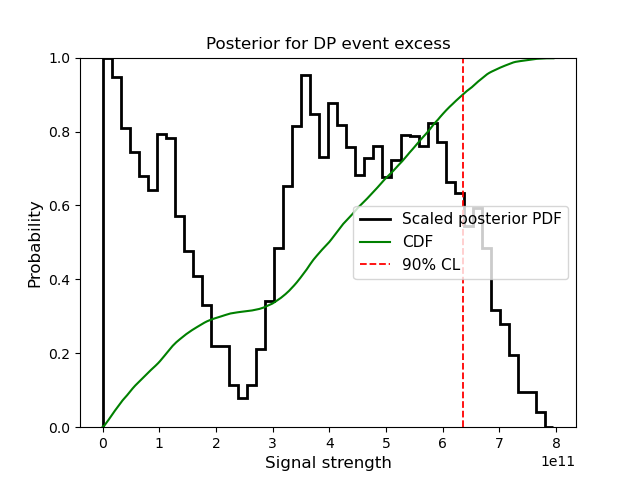 Posterior for DP event excess
Probability
1.0
0.8
0.6
0.4
0.2
0.0
Scaled posterior PDF
CDF
90% CL
0 1 2 3 4 5 6 7 8
1e11
Signal strength